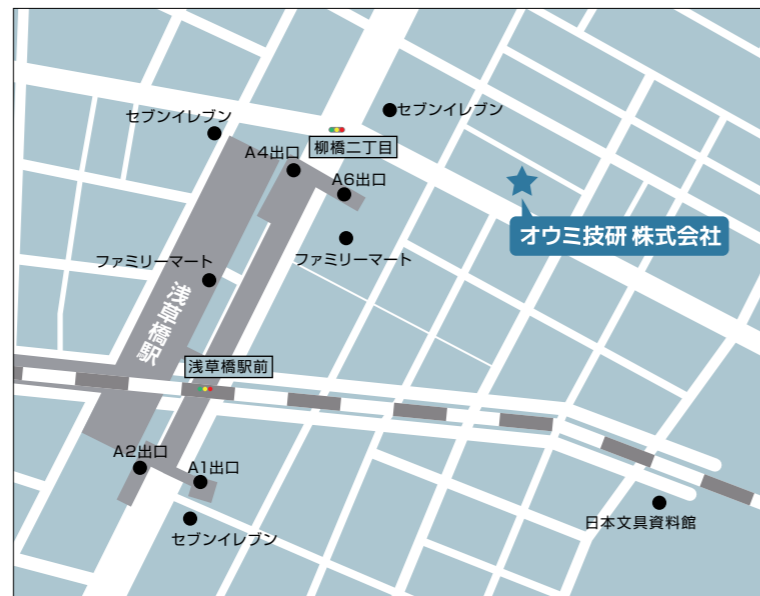 セブンイレブン
セブンイレブン
柳橋二丁目
A4出口
A6出口
オウミ技研 株式会社
ファミリーマート
ファミリーマート
浅草橋駅
浅草橋駅前
A2出口
A1出口
セブンイレブン
日本文具資料館